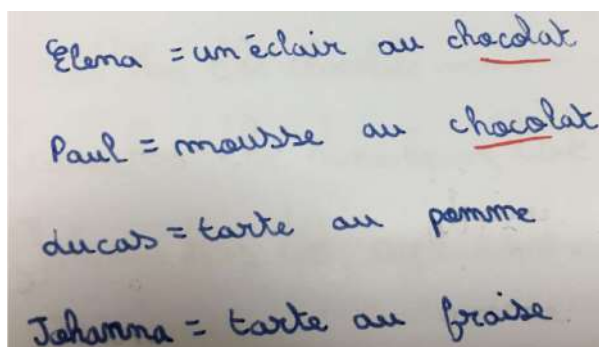 Elena = un éclair au chocolat
Paul = mousse au chocolat
Lucas = tarte au pomme
Johanna = tarte au fraise